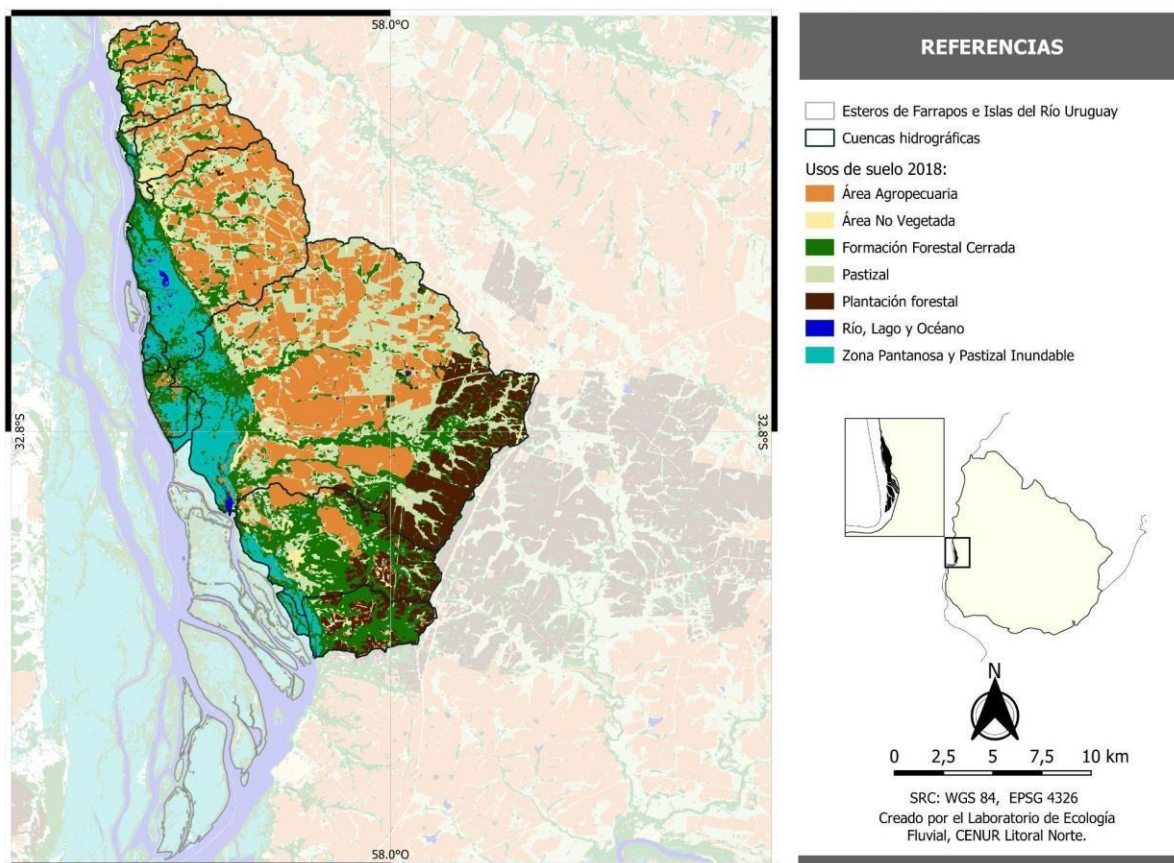 58.0°O
32.8°S
32.8°S
58.0°O
REFERENCIAS
Esteros de Farrapos e Islas del Río Uruguay
Cuencas hidrográficas
Usos de suelo 2018:
Área Agropecuaria
Área No Vegetada
Formación Forestal Cerrada
Pastizal
Plantación forestal
Río, Lago y Océano
Zona Pantanosa y Pastizal Inundable
N
0 2,5 5 7,5 10 km
SRC: WGS 84, EPSG 4326
Creado por el Laboratorio de Ecología
Fluvial, CENUR Litoral Norte.